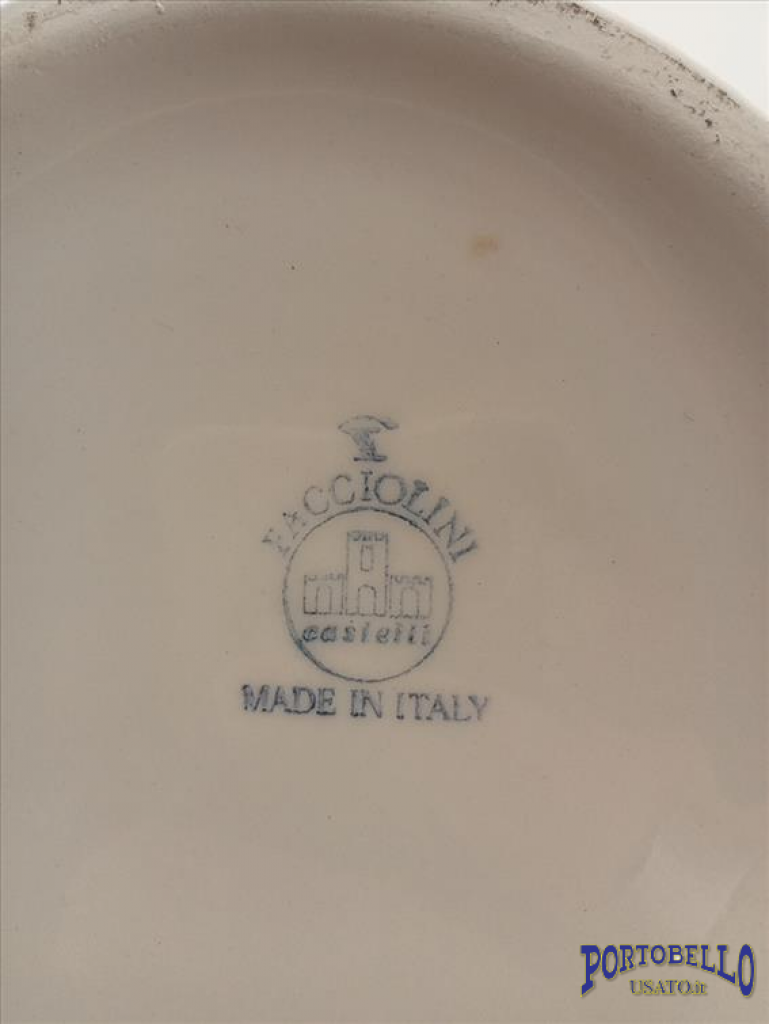 FACCIOLINI
castelli
MADE IN ITALY
PORTOBELLO
USATO.it